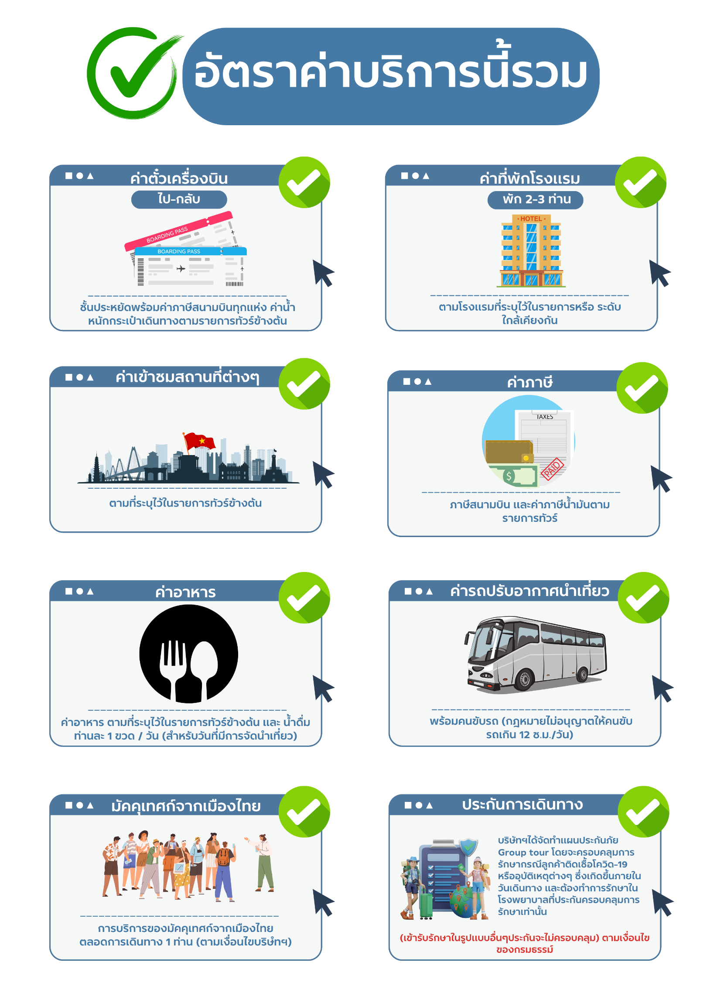 อัตราค่าบริการนี้รวม
ค่าตั๋วเครื่องบิน
ไป-กลับ
BOARDING PASS
BOARDING PASS
ชั้นประหยัดพร้อมค่าภาษีสนามบินทุกแห่ง ค่าน้ำ
หนักกระเป๋าเดินทางตามรายการทัวร์ข้างต้น
ค่าที่พักโรงแรม
พัก 2-3 ท่าน
HOTEL
ตามโรงแรมที่ระบุไว้ในรายการหรือ ระดับ
ใกล้เคียงกัน
ค่าเข้าชมสถานที่ต่างๆ
ตามที่ระบุไว้ในรายการทัวร์ข้างต้น
ค่าภาษี
TAXES
PAID
$
ภาษีสนามบิน และค่าภาษีน้ำมันตาม
รายการทัวร์
ค่าอาหาร
ค่าอาหาร ตามที่ระบุไว้ในรายการทัวร์ข้างต้น และ น้ำดื่ม
ท่านละ 1 ขวด / วัน (สำหรับวันที่มีการจัดนำเที่ยว)
ค่ารถปรับอากาศนำเที่ยว
พร้อมคนขับรถ (กฎหมายไม่อนุญาตให้คนขับ
รถเกิน 12 ช.ม./วัน)
มัคคุเทศก์จากเมืองไทย
การบริการของมัคคุเทศก์จากเมืองไทย
ตลอดการเดินทาง 1 ท่าน (ตามเงื่อนไขบริษํทฯ)
ประกันการเดินทาง
บริษัทฯได้จัดทำแผนประกันภัย
Group tour โดยจะครอบคลุมการ
รักษากรณีลูกค้าติดเชื้อโควิด-19
หรืออุบัติเหตุต่างๆ ซึ่งเกิดขึ้นภายใน
วันเดินทาง และต้องทำการรักษาใน
โรงพยาบาลที่ประกันครอบคลุมการ
รักษาเท่านั้น
(เข้ารับรักษาในรูปแบบอื่นๆประกันจะไม่ครอบคลุม) ตามเงื่อนไข
ของกรมธรรม์